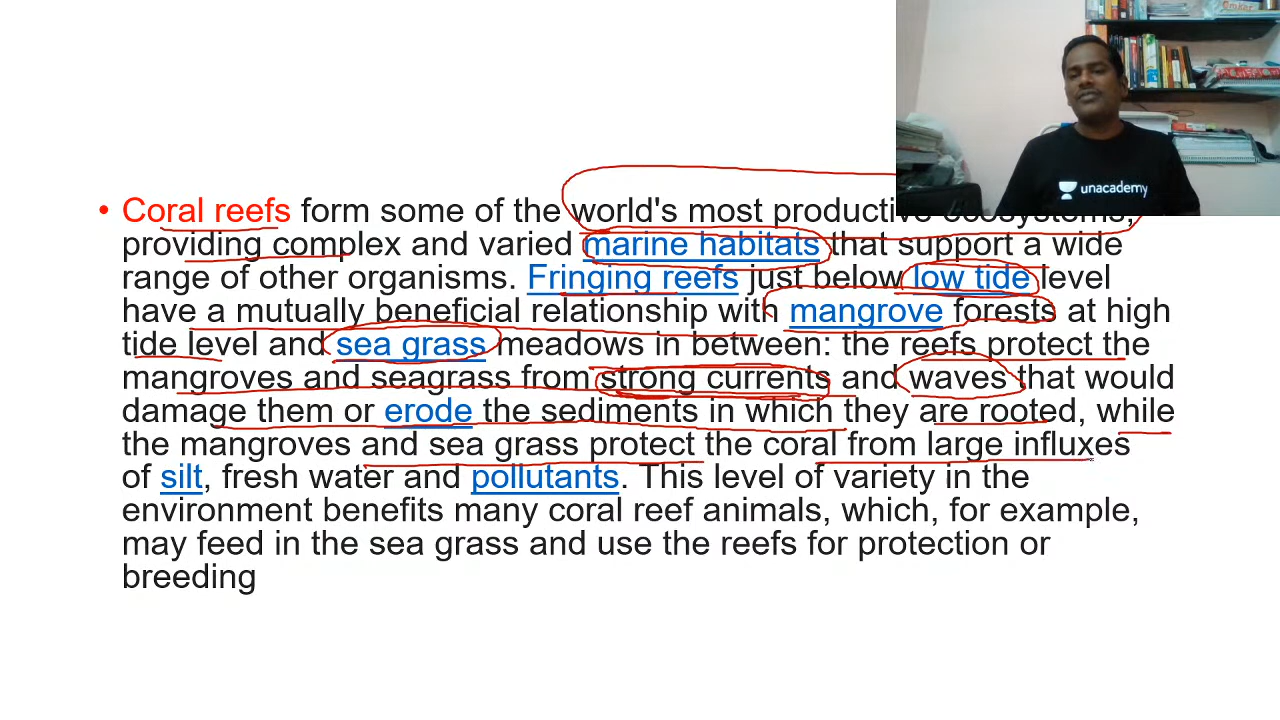 unacademy
• Coral reefs form some of the world's most productive ecosystems,
providing complex and varied marine habitats that support a wide
range of other organisms. Fringing reefs just below low tide level
have a mutually beneficial relationship with mangrove forests at high
tide level and sea grass meadows in between: the reefs protect the
mangroves and seagrass from strong currents and waves that would
damage them or erode the sediments in which they are rooted, while
the mangroves and sea grass protect the coral from large influxes
of silt, fresh water and pollutants. This level of variety in the
environment benefits many coral reef animals, which, for example,
may feed in the sea grass and use the reefs for protection or
breeding